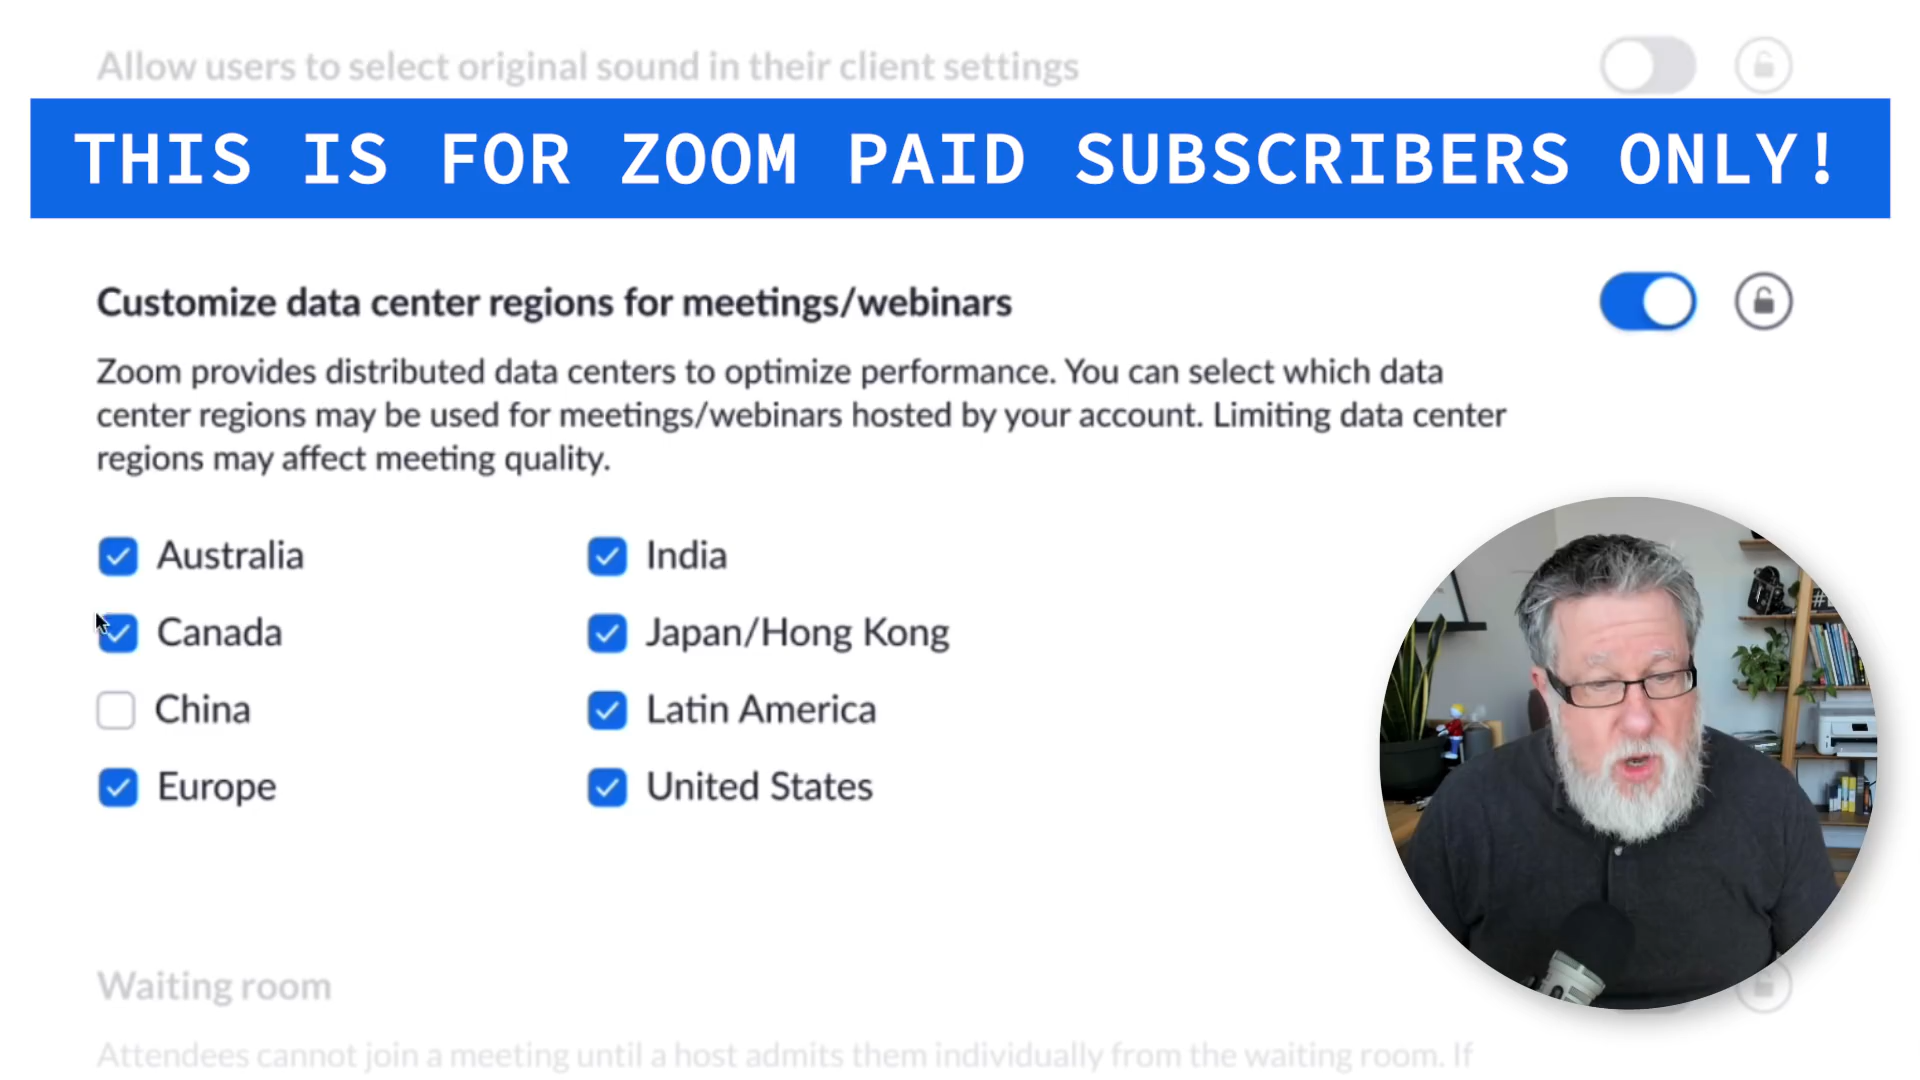 Allow users to select original sound in their client settings
THIS IS FOR ZOOM PAID SUBSCRIBERS ONLY!
Customize data center regions for meetings/webinars
Zoom provides distributed data centers to optimize performance. You can select which data
center regions may be used for meetings/webinars hosted by your account. Limiting data center
regions may affect meeting quality.
Australia
India
Canada
Japan/Hong Kong
China
Latin America
Europe
United States
Waiting room
Attendees cannot join a meeting until a host admits them individually from the waiting room. If